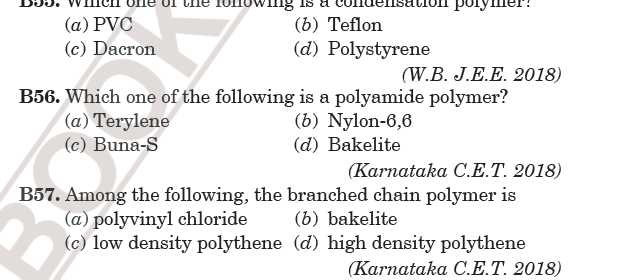 B55. Which one of the following is a condensation polymer?
(a) PVC (b) Teflon
(c) Dacron (d) Polystyrene
(W.B. J.E.E. 2018)
B56. Which one of the following is a polyamide polymer?
(a) Terylene (b) Nylon-6,6
(c) Buna-S (d) Bakelite
(Karnataka C.E.T. 2018)
B57. Among the following, the branched chain polymer is
(a) polyvinyl chloride (b) bakelite
(c) low density polythene (d) high density polythene
(Karnataka C.E.T. 2018)
BOOK